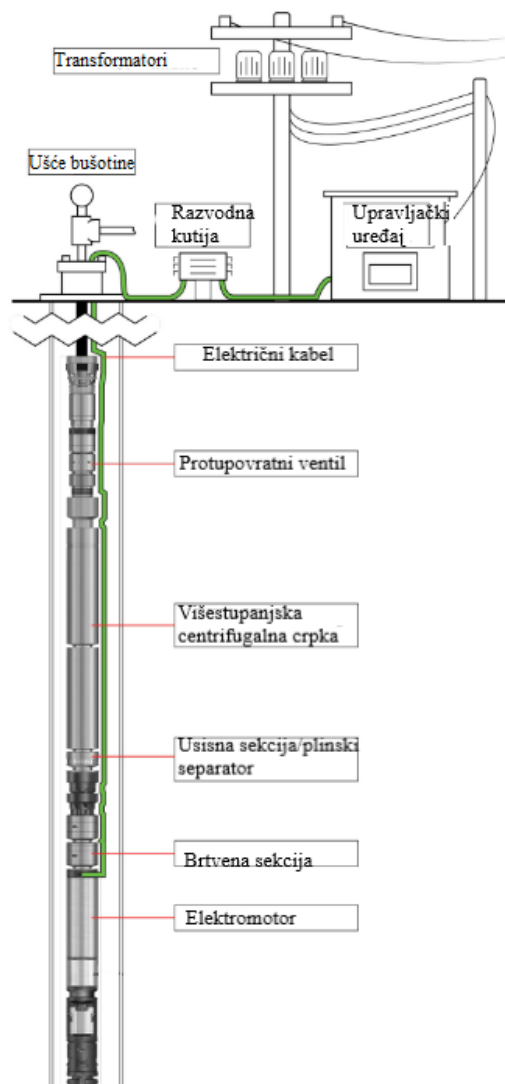 Transformatori
Ušće bušotine
Razvodna
kutija
Upravljački
uređaj
Električni kabel
Protupovratni ventil
Višestupanjska
centrifugalna crpka
Usisna sekcija/plinski
separator
Brtvena sekcija
Elektromotor